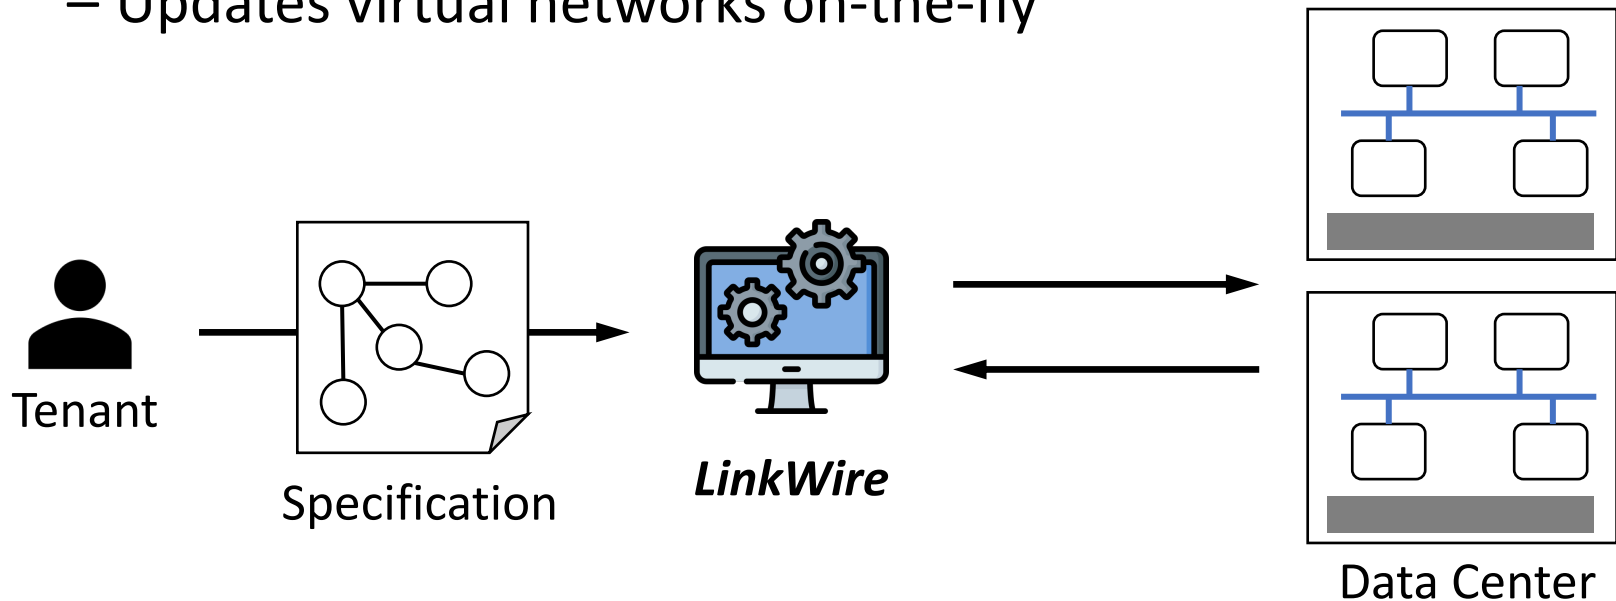 – Updates virtual networks on-the-fly
Tenant
Specification
LinkWire
Data Center